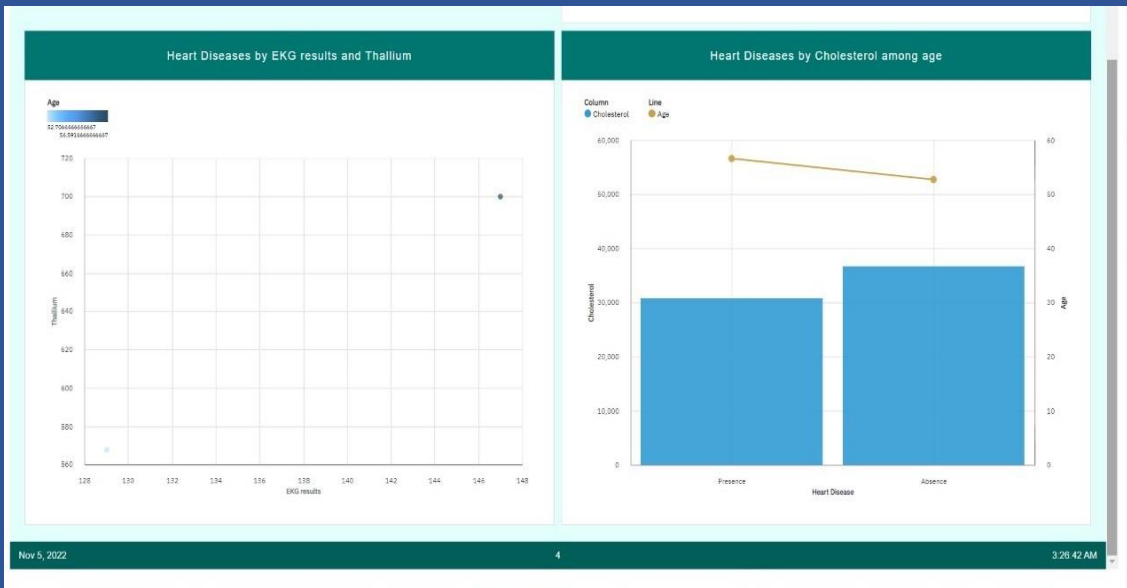 Heart Diseases by EKG results and Thallium
Age
52.7066666666667
56.5916666666667
720
700
680
660
640
620
600
580
560
Thallium
128 130 132 134 136 138 140 142 144 146 148
EKG results
Heart Diseases by Cholesterol among age
Column Line
Cholesterol Age
60,000
50,000
40,000
30,000
20,000
10,000
0
Cholesterol
60
50
40
30
20
10
0
Age
Presence Absence
Heart Disease
Nov 5, 2022 4 3:26:42 AM